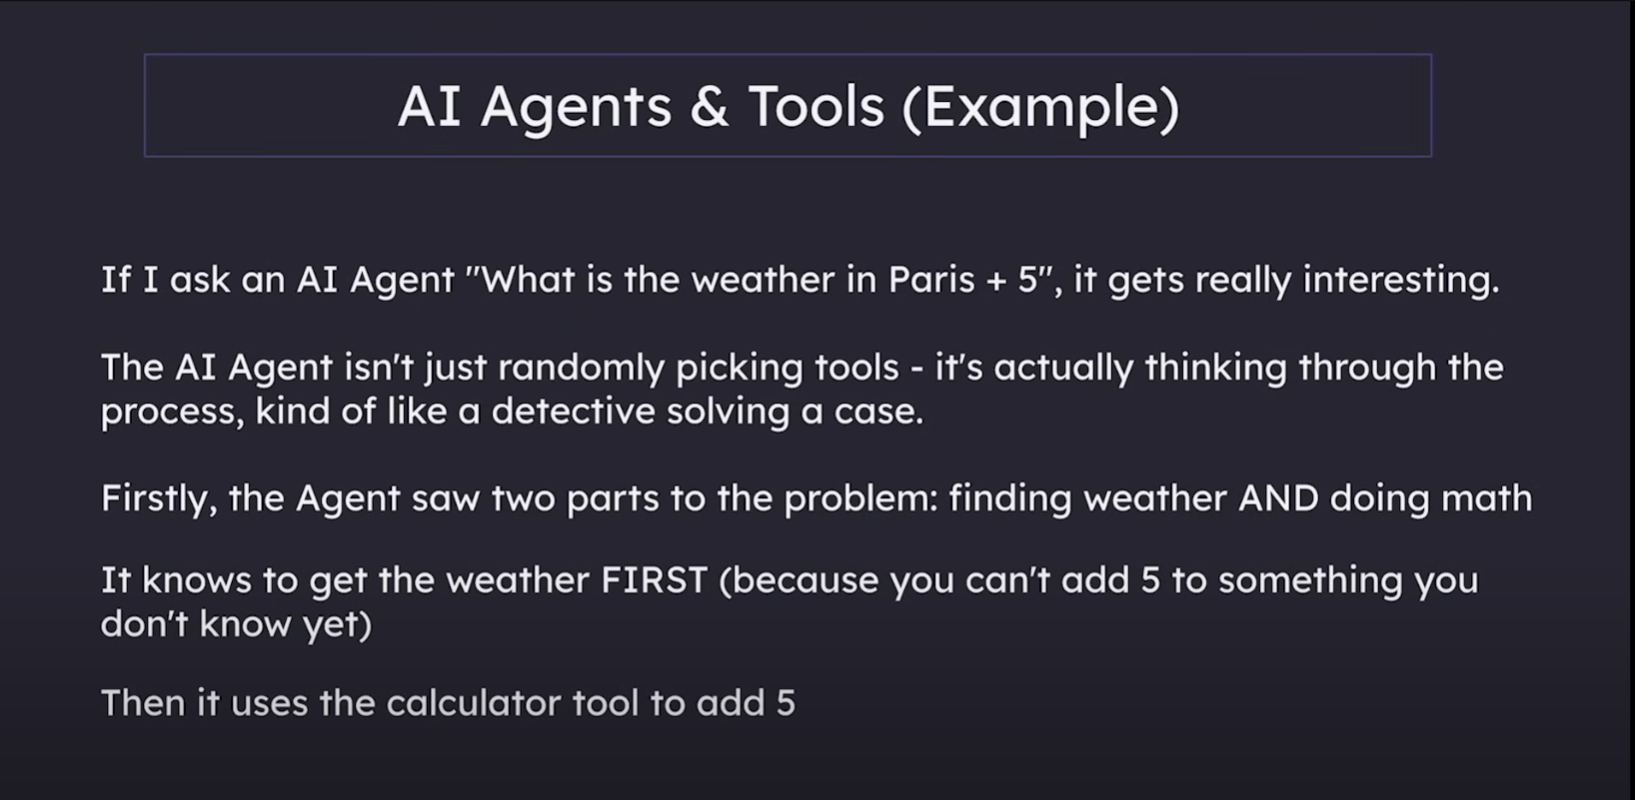 AI Agents & Tools (Example)
If I ask an AI Agent "What is the weather in Paris + 5", it gets really interesting.
The AI Agent isn't just randomly picking tools - it's actually thinking through the
process, kind of like a detective solving a case.
Firstly, the Agent saw two parts to the problem: finding weather AND doing math
It knows to get the weather FIRST (because you can't add 5 to something you
don't know yet)
Then it uses the calculator tool to add 5